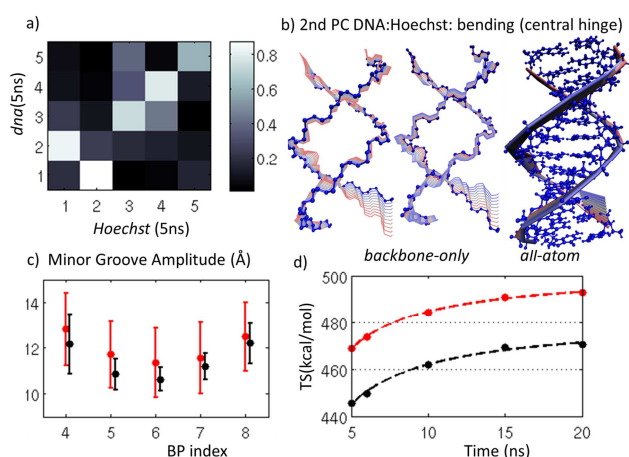 a)
b) 2nd PC DNA:Hoechst: bending (central hinge)
dna(5ns)
5
4
3
2
1
1 2 3 4 5
Hoechst (5ns)
0.8
0.6
0.4
0.2
backbone-only
all-atom
c) Minor Groove Amplitude (Å)
14
12
10
4 5 6 7 8
BP index
d)
TS(kcal/mol)
500
480
460
440
5 10 15 20
Time (ns)